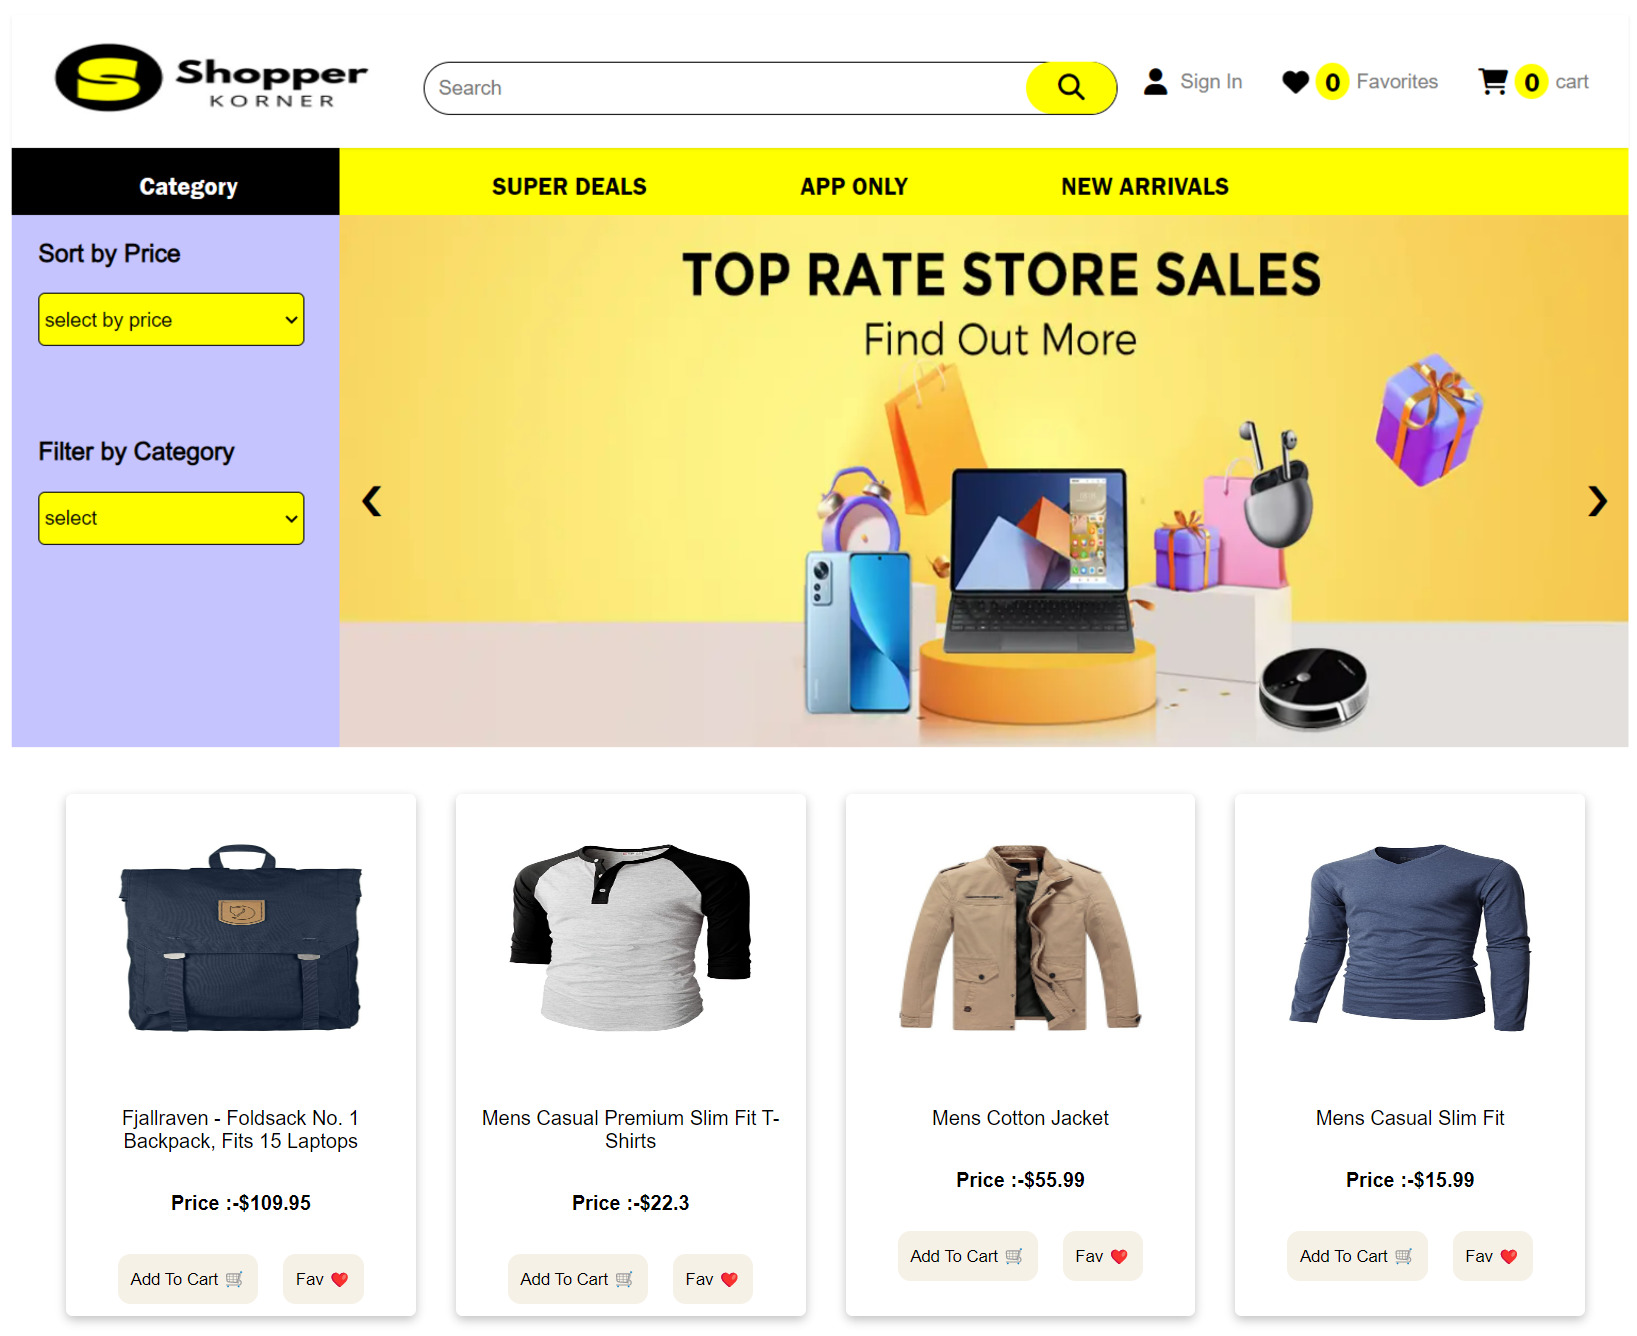 Shopper
KORNER
Search
Sign In
0 Favorites
0 cart
Category
SUPER DEALS
APP ONLY
NEW ARRIVALS
Sort by Price
select by price
Filter by Category
select
TOP RATE STORE SALES
Find Out More
❮
❯
Fjallraven - Foldsack No. 1
Backpack, Fits 15 Laptops
Price :-$109.95
Add To Cart 🛒
Fav ❤️
Mens Casual Premium Slim Fit T-
Shirts
Price :-$22.3
Add To Cart 🛒
Fav ❤️
Mens Cotton Jacket
Price :-$55.99
Add To Cart 🛒
Fav ❤️
Mens Casual Slim Fit
Price :-$15.99
Add To Cart 🛒
Fav ❤️